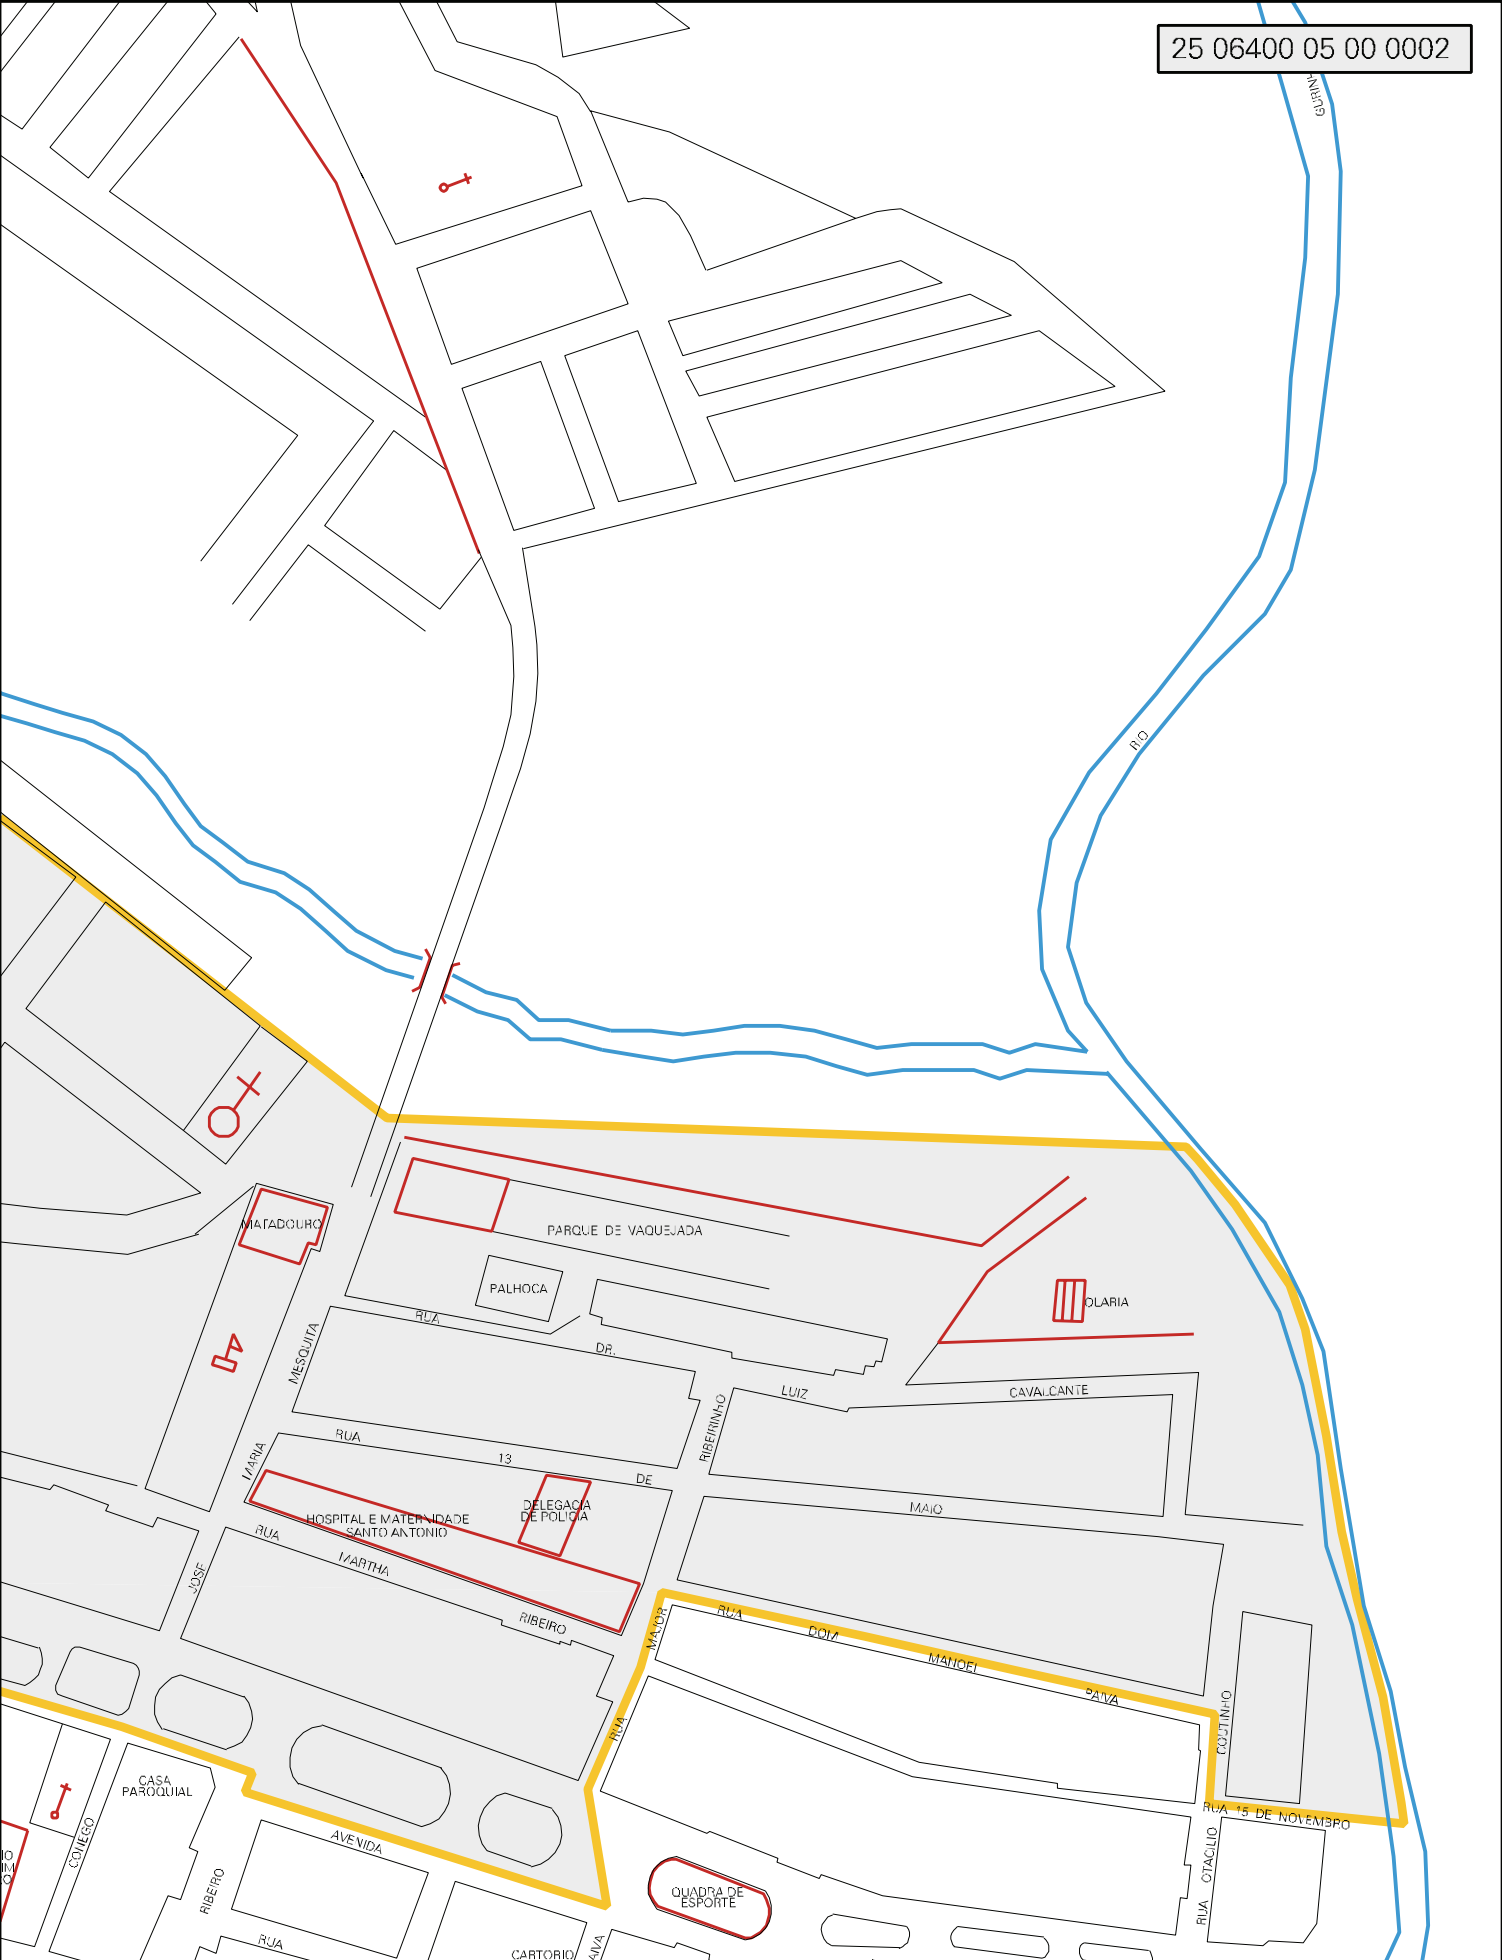 25 06400 05 00 0002
RIO
MATADOURO
PARQUE DE VAQUEJADA
PALHOCA
OLARIA
RUA
DR.
LUIZ
CAVALCANTE
MESQUITA
RIBEIRINHO
MARIA
RUA
13
DE
MAIO
HOSPITAL E MATERNIDADE
SANTO ANTONIO
DELEGACIA
DE POLICIA
RUA
MARTHA
RIBEIRO
JOSE
MAJOR
RUA
DOM
MANOEL
PAIVA
RUA
COUTINHO
RUA 15 DE NOVEMBRO
CASA
PAROQUIAL
CONEGO
AVENIDA
RIBEIRO
QUADRA DE
ESPORTE
RUA OTACILIO
RUA
CARTORIO